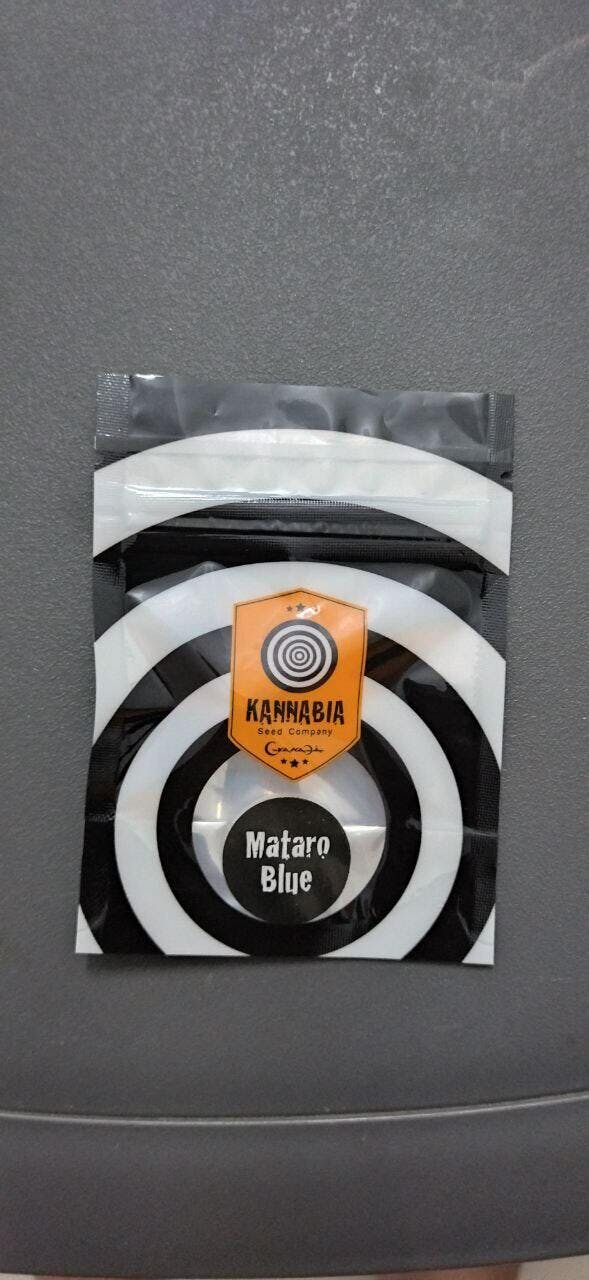 KANNABIA
Seed Company
Mataro
Blue